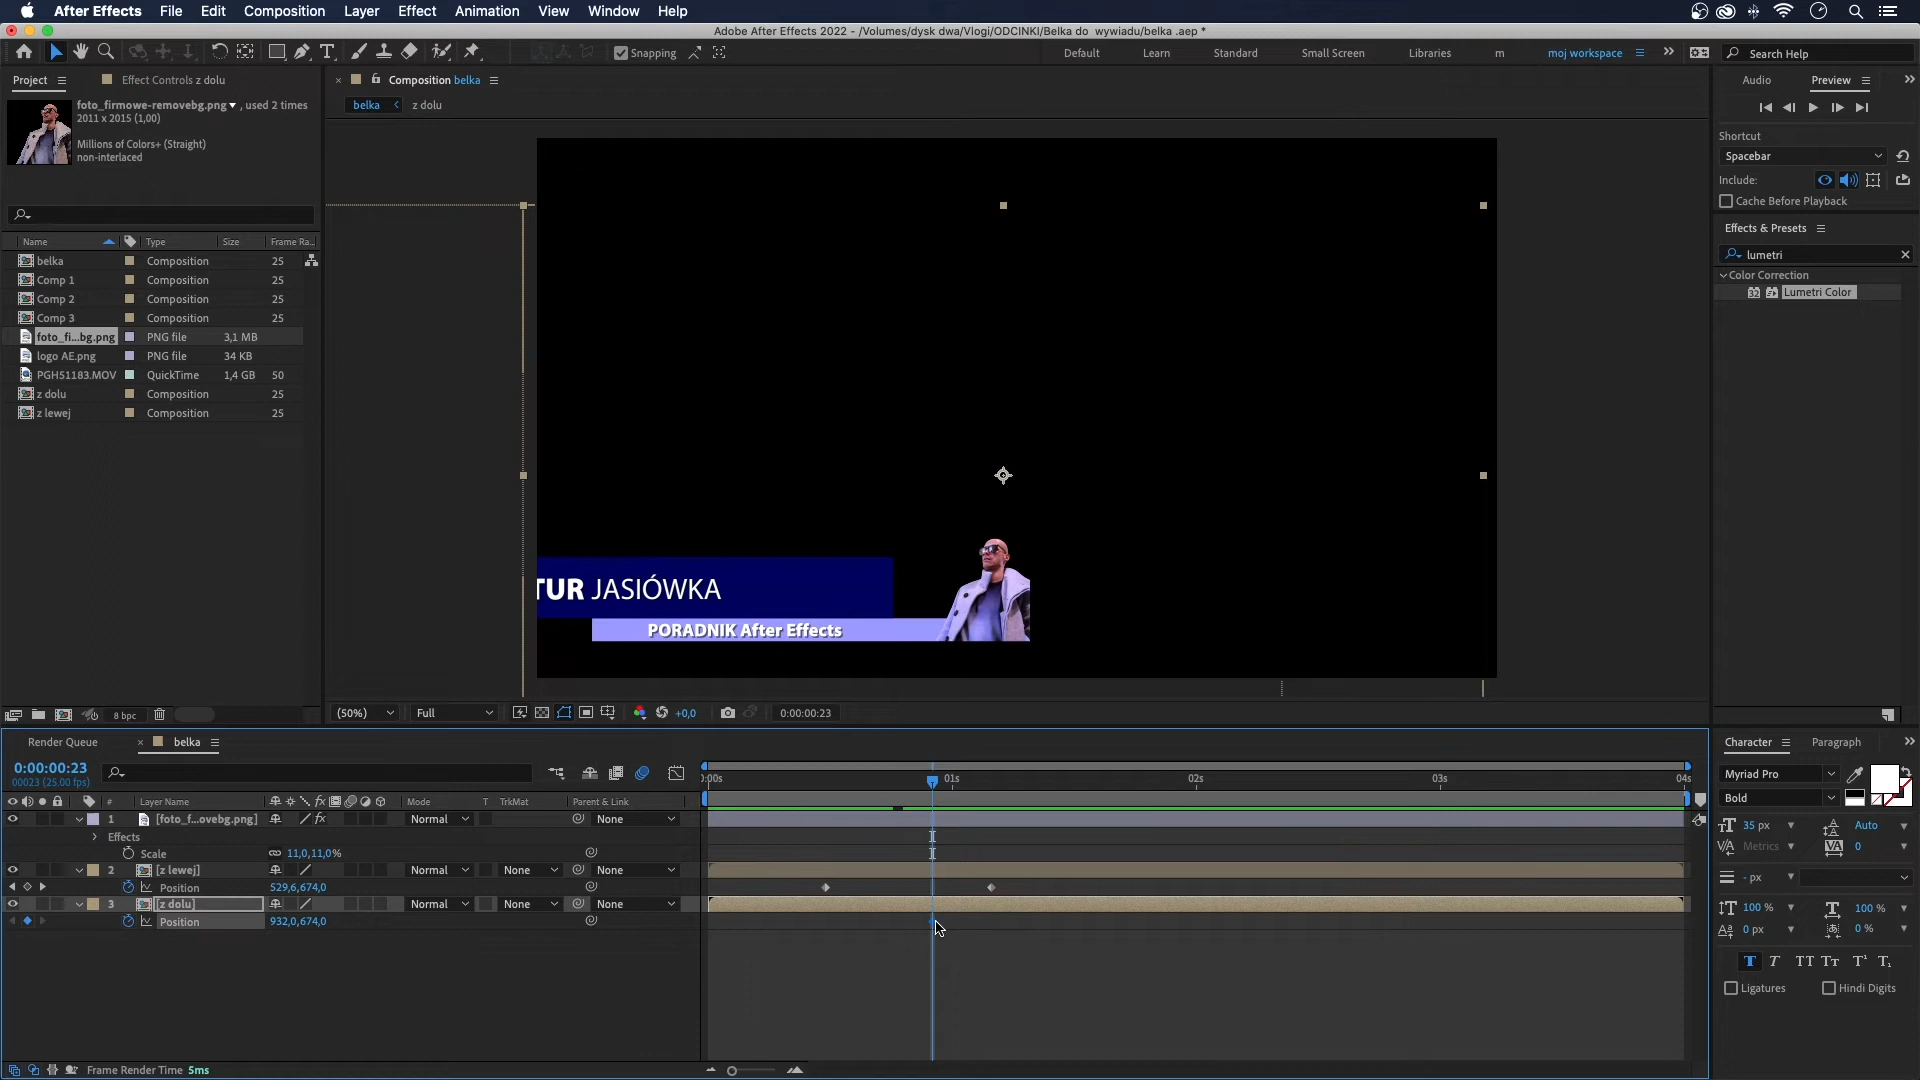 After Effects File Edit Composition Layer Effect Animation View Window Help
Adobe After Effects 2022 - /Volumes/dysk dwa/Vlogi/ODCINKI/Belka do wywiadu/belka .aep *
Snapping Default Learn Standard Small Screen Libraries m moj workspace Search Help
Project Effect Controls z dolu Composition belka Audio Preview
foto_firmowe-removebg.png , used 2 times
2011 x 2015 (1,00)
Millions of Colors+ (Straight)
non-interlaced
belka z dolu
Shortcut
Spacebar
Include:
Cache Before Playback
Effects & Presets
lumetri
Color Correction
32 Lumetri Color
Name Type Size Frame Ra...
belka Composition 25
Comp 1 Composition 25
Comp 2 Composition 25
Comp 3 Composition 25
foto_fi...bg.png PNG file 3,1 MB
logo AE.png PNG file 34 KB
PGH51183.MOV QuickTime 1,4 GB 50
z dolu Composition 25
z lewej Composition 25
TUR JASIÓWKA
PORADNIK After Effects
8 bpc (50%) Full +0,0 0:00:00:23
Render Queue belka
0:00:00:23
00023 (25.00 fps)
:00s 01s 02s 03s 04s
# Layer Name fx Mode T TrkMat Parent & Link
1 [foto_f...ovebg.png] fx Normal None
Effects
Scale 11,0,11,0%
2 [z lewej] Normal None None
Position 529,6,674,0
3 [z dolu] Normal None None
Position 932,0,674,0
Frame Render Time 5ms
Character Paragraph
Myriad Pro
Bold
35 px Auto
Metrics 0
- px
100 % 100 %
0 px 0 %
T T TT Tr T¹ T₁
Ligatures Hindi Digits